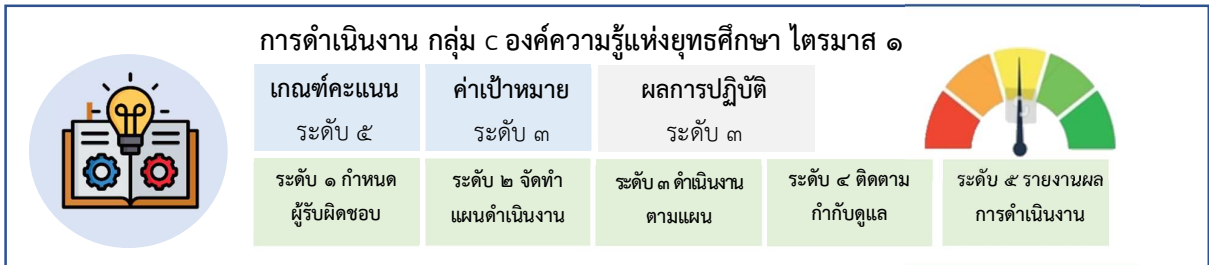 การดำเนินงาน กลุ่ม C องค์ความรู้แห่งยุทธศึกษา ไตรมาส ๑
เกณฑ์คะแนน ค่าเป้าหมาย ผลการปฏิบัติ
ระดับ ๕ ระดับ ๓ ระดับ ๓
ระดับ ๑ กำหนด
ผู้รับผิดชอบ
ระดับ ๒ จัดทำ
แผนดำเนินงาน
ระดับ ๓ ดำเนินงาน
ตามแผน
ระดับ ๔ ติดตาม
กำกับดูแล
ระดับ ๕ รายงานผล
การดำเนินงาน